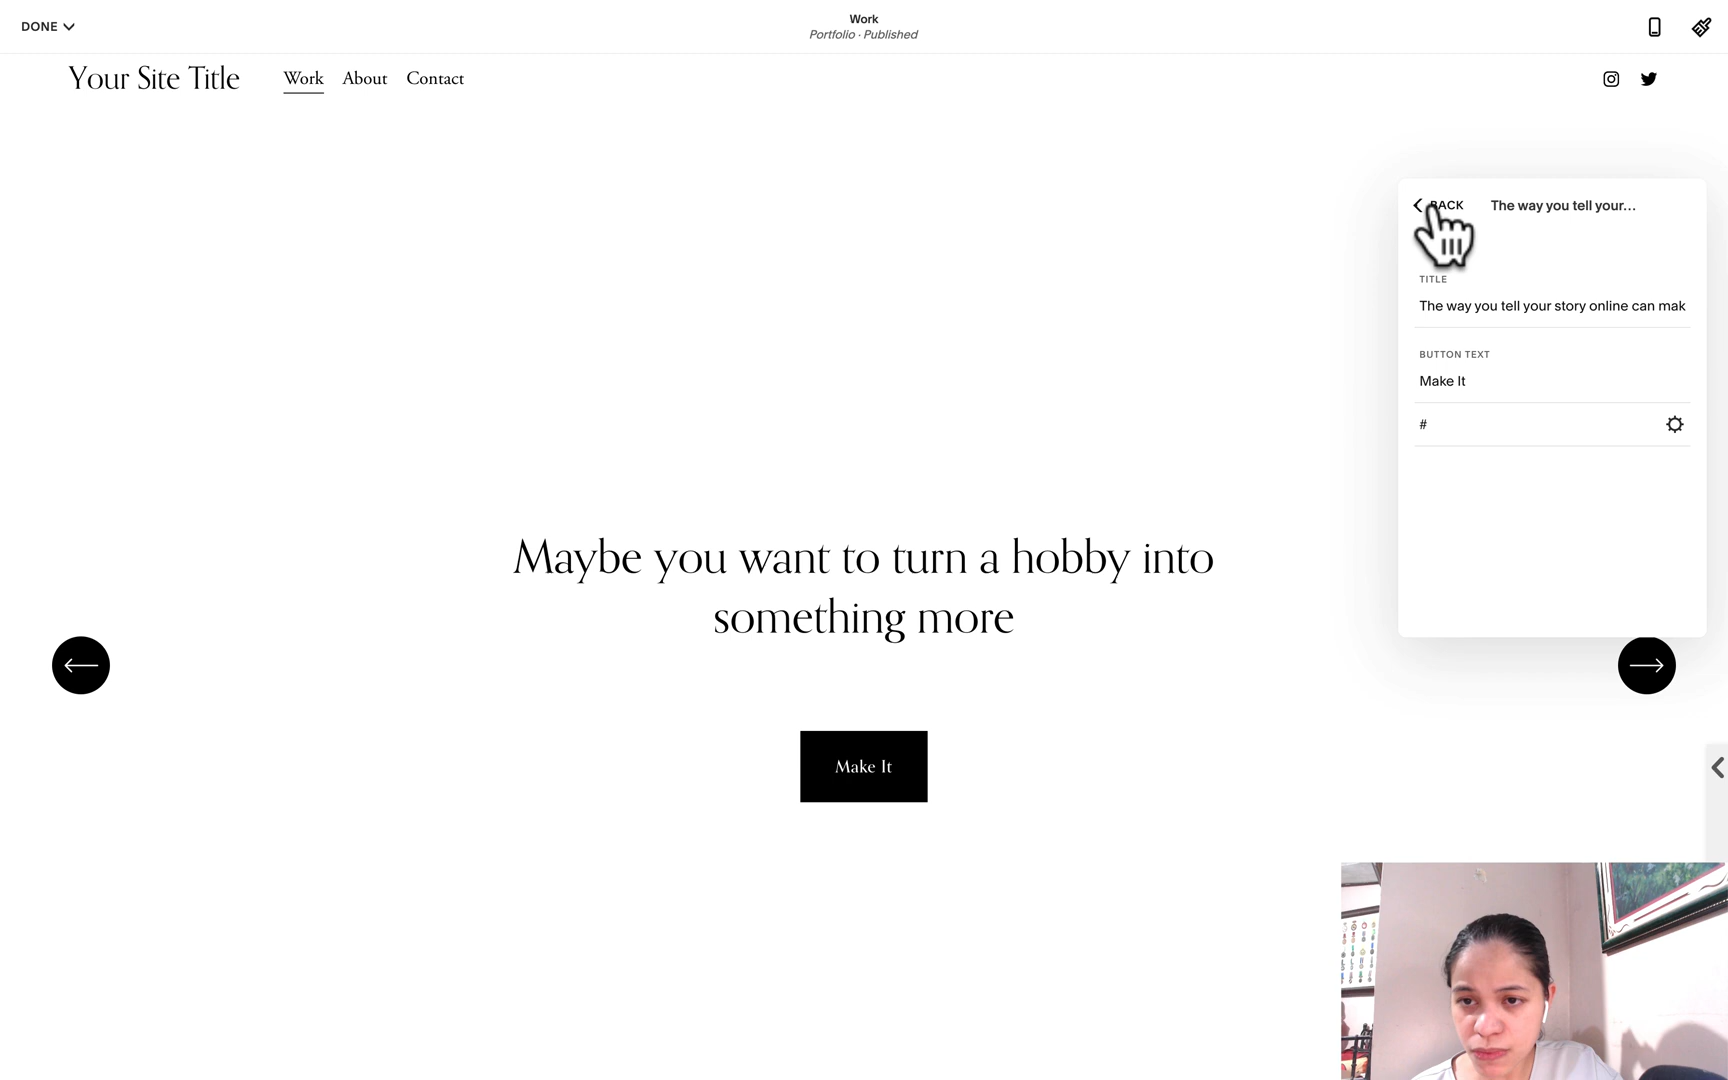 DONE
Work
Portfolio · Published
Your Site Title
Work
About
Contact
BACK
The way you tell your...
TITLE
The way you tell your story online can mak
BUTTON TEXT
Make It
#
Maybe you want to turn a hobby into
something more
Make It